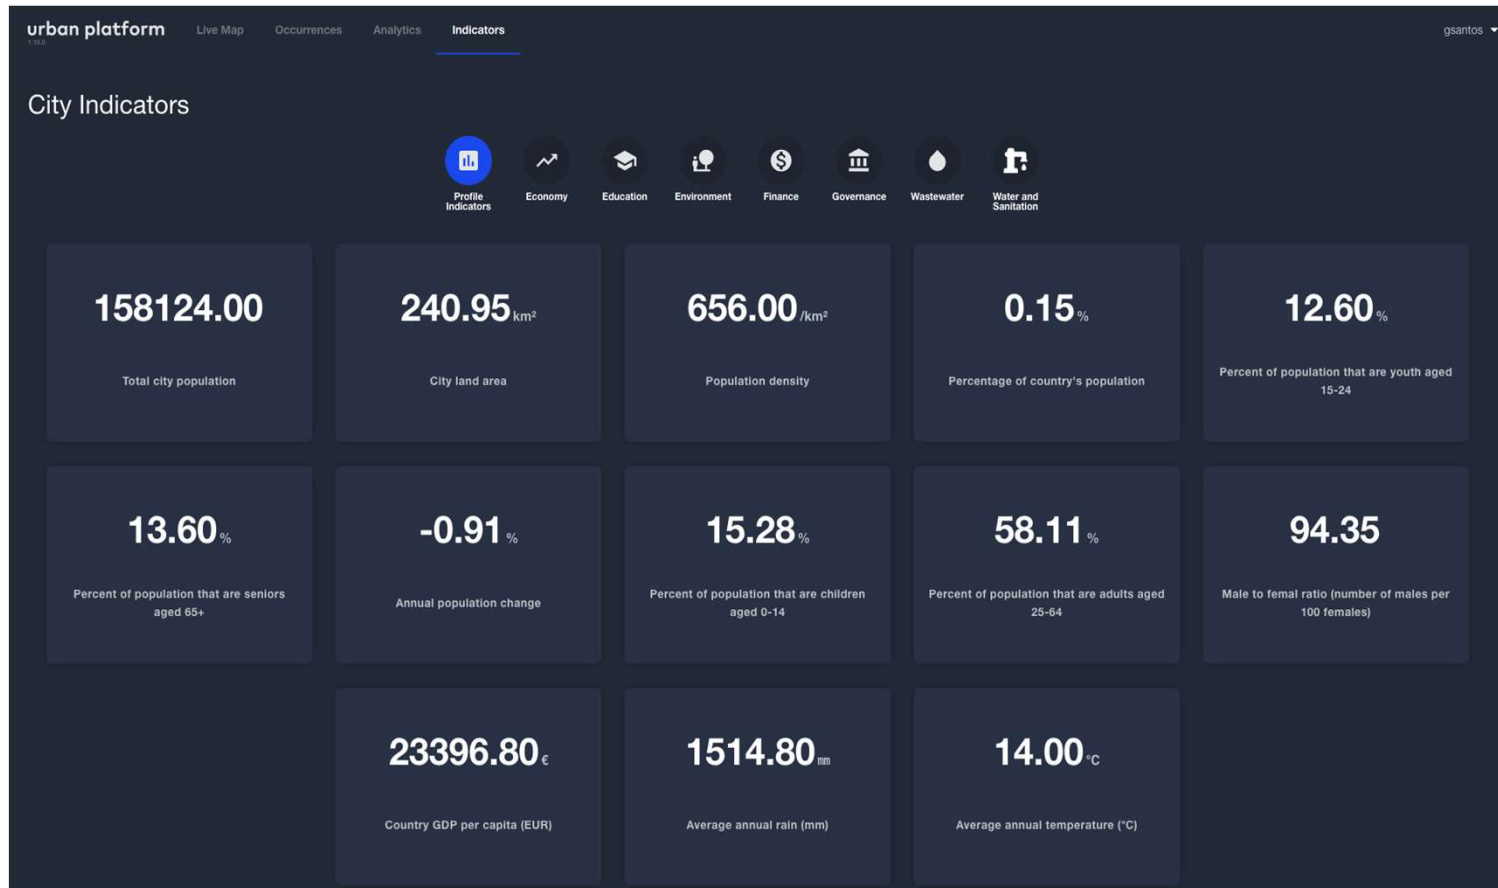 urban platform
1.19.0
Live Map
Occurrences
Analytics
Indicators
gsantos
City Indicators
Profile
Indicators
Economy
Education
Environment
Finance
Governance
Wastewater
Water and
Sanitation
158124.00
Total city population
240.95 km²
City land area
656.00 /km²
Population density
0.15 %
Percentage of country's population
12.60 %
Percent of population that are youth aged
15-24
13.60 %
Percent of population that are seniors
aged 65+
-0.91 %
Annual population change
15.28 %
Percent of population that are children
aged 0-14
58.11 %
Percent of population that are adults aged
25-64
94.35
Male to femal ratio (number of males per
100 females)
23396.80 €
Country GDP per capita (EUR)
1514.80 mm
Average annual rain (mm)
14.00 °C
Average annual temperature (°C)